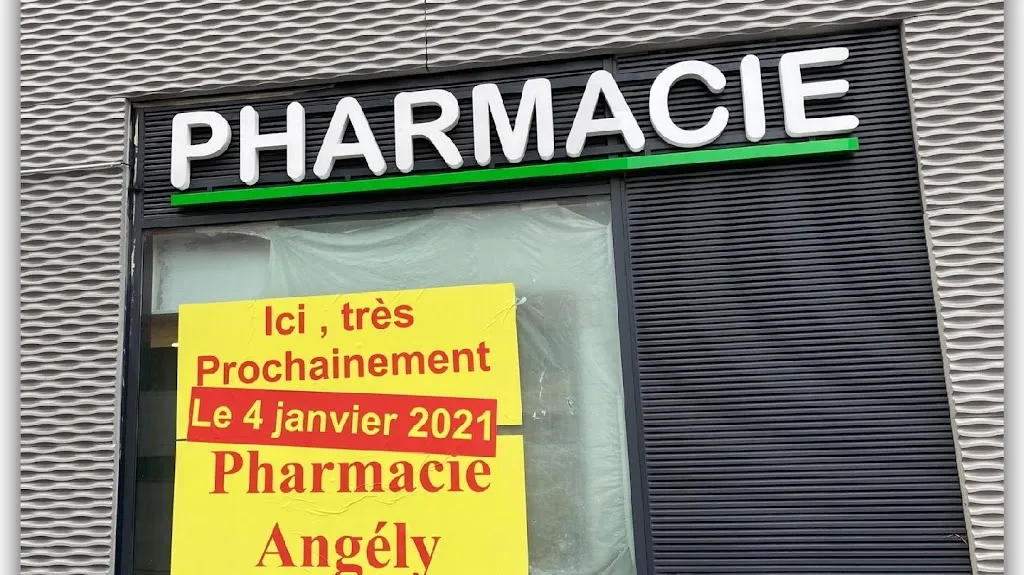 PHARMACIE
Ici , très
Prochainement
Le 4 janvier 2021
Pharmacie
Angély